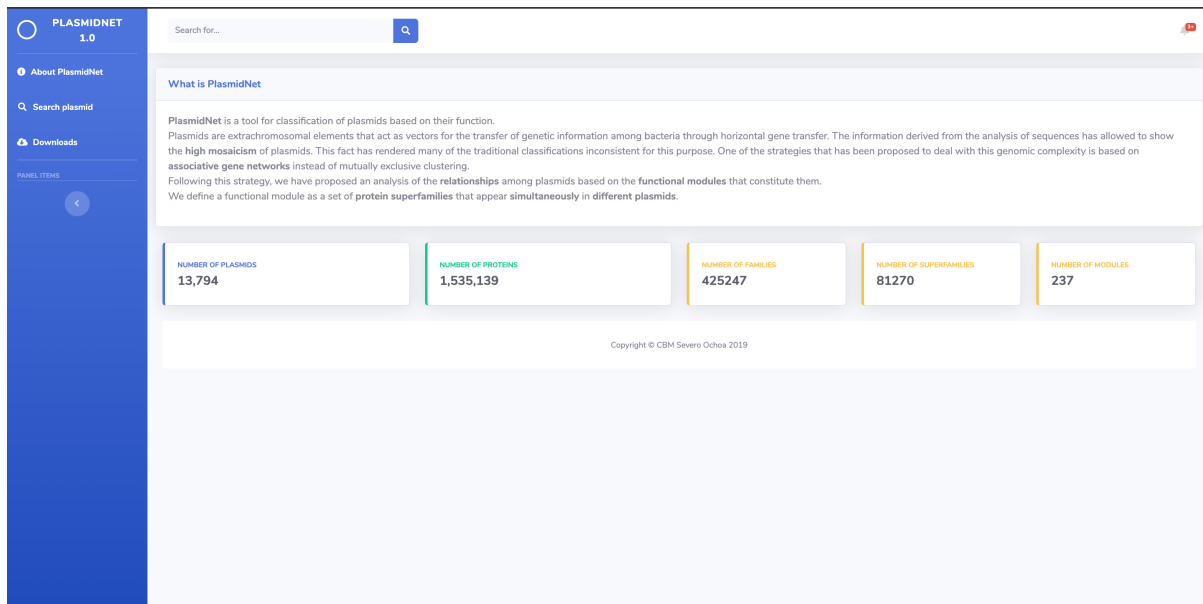 PLASMIDNET
1.0
About PlasmidNet
Search plasmid
Downloads
PANEL ITEMS
Search for...
3+
What is PlasmidNet
PlasmidNet is a tool for classification of plasmids based on their function.
Plasmids are extrachromosomal elements that act as vectors for the transfer of genetic information among bacteria through horizontal gene transfer. The information derived from the analysis of sequences has allowed to show
the high mosaicism of plasmids. This fact has rendered many of the traditional classifications inconsistent for this purpose. One of the strategies that has been proposed to deal with this genomic complexity is based on
associative gene networks instead of mutually exclusive clustering.
Following this strategy, we have proposed an analysis of the relationships among plasmids based on the functional modules that constitute them.
We define a functional module as a set of protein superfamilies that appear simultaneously in different plasmids.
NUMBER OF PLASMIDS
13,794
NUMBER OF PROTEINS
1,535,139
NUMBER OF FAMILIES
425247
NUMBER OF SUPERFAMILIES
81270
NUMBER OF MODULES
237
Copyright © CBM Severo Ochoa 2019